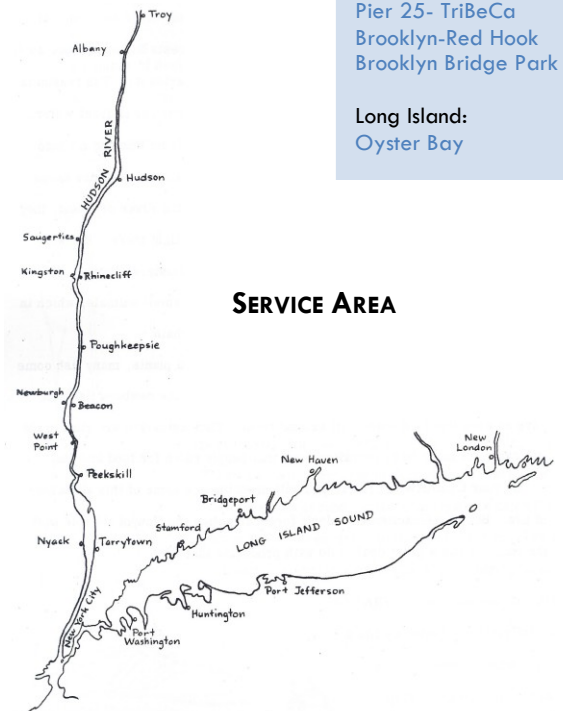 Pier 25- TriBeCa
Brooklyn-Red Hook
Brooklyn Bridge Park
Long Island:
Oyster Bay
Troy
Albany
HUDSON RIVER
Hudson
Saugerties
Kingston
Rhinecliff
SERVICE AREA
Poughkeepsie
Newburgh
Beacon
West
Point
Peekskill
New
London
New Haven
Bridgeport
Stamford
LONG ISLAND SOUND
Nyack
Tarrytown
Port Jefferson
Huntington
New York City
Port
Washington